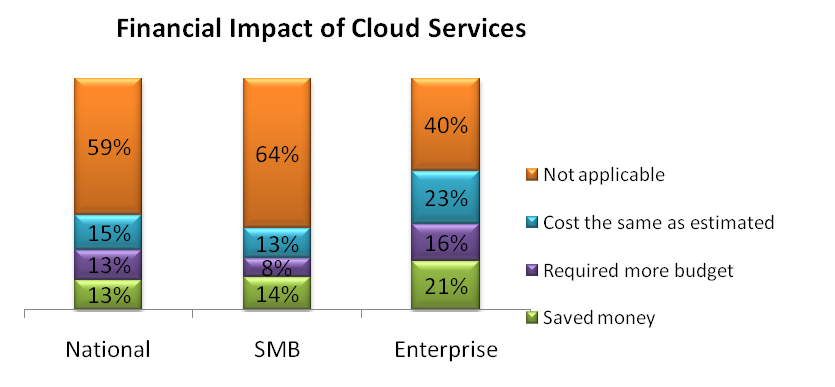 Financial Impact of Cloud Services
59%
64%
40%
15%
13%
23%
13%
8%
16%
13%
14%
21%
National
SMB
Enterprise
Not applicable
Cost the same as estimated
Required more budget
Saved money